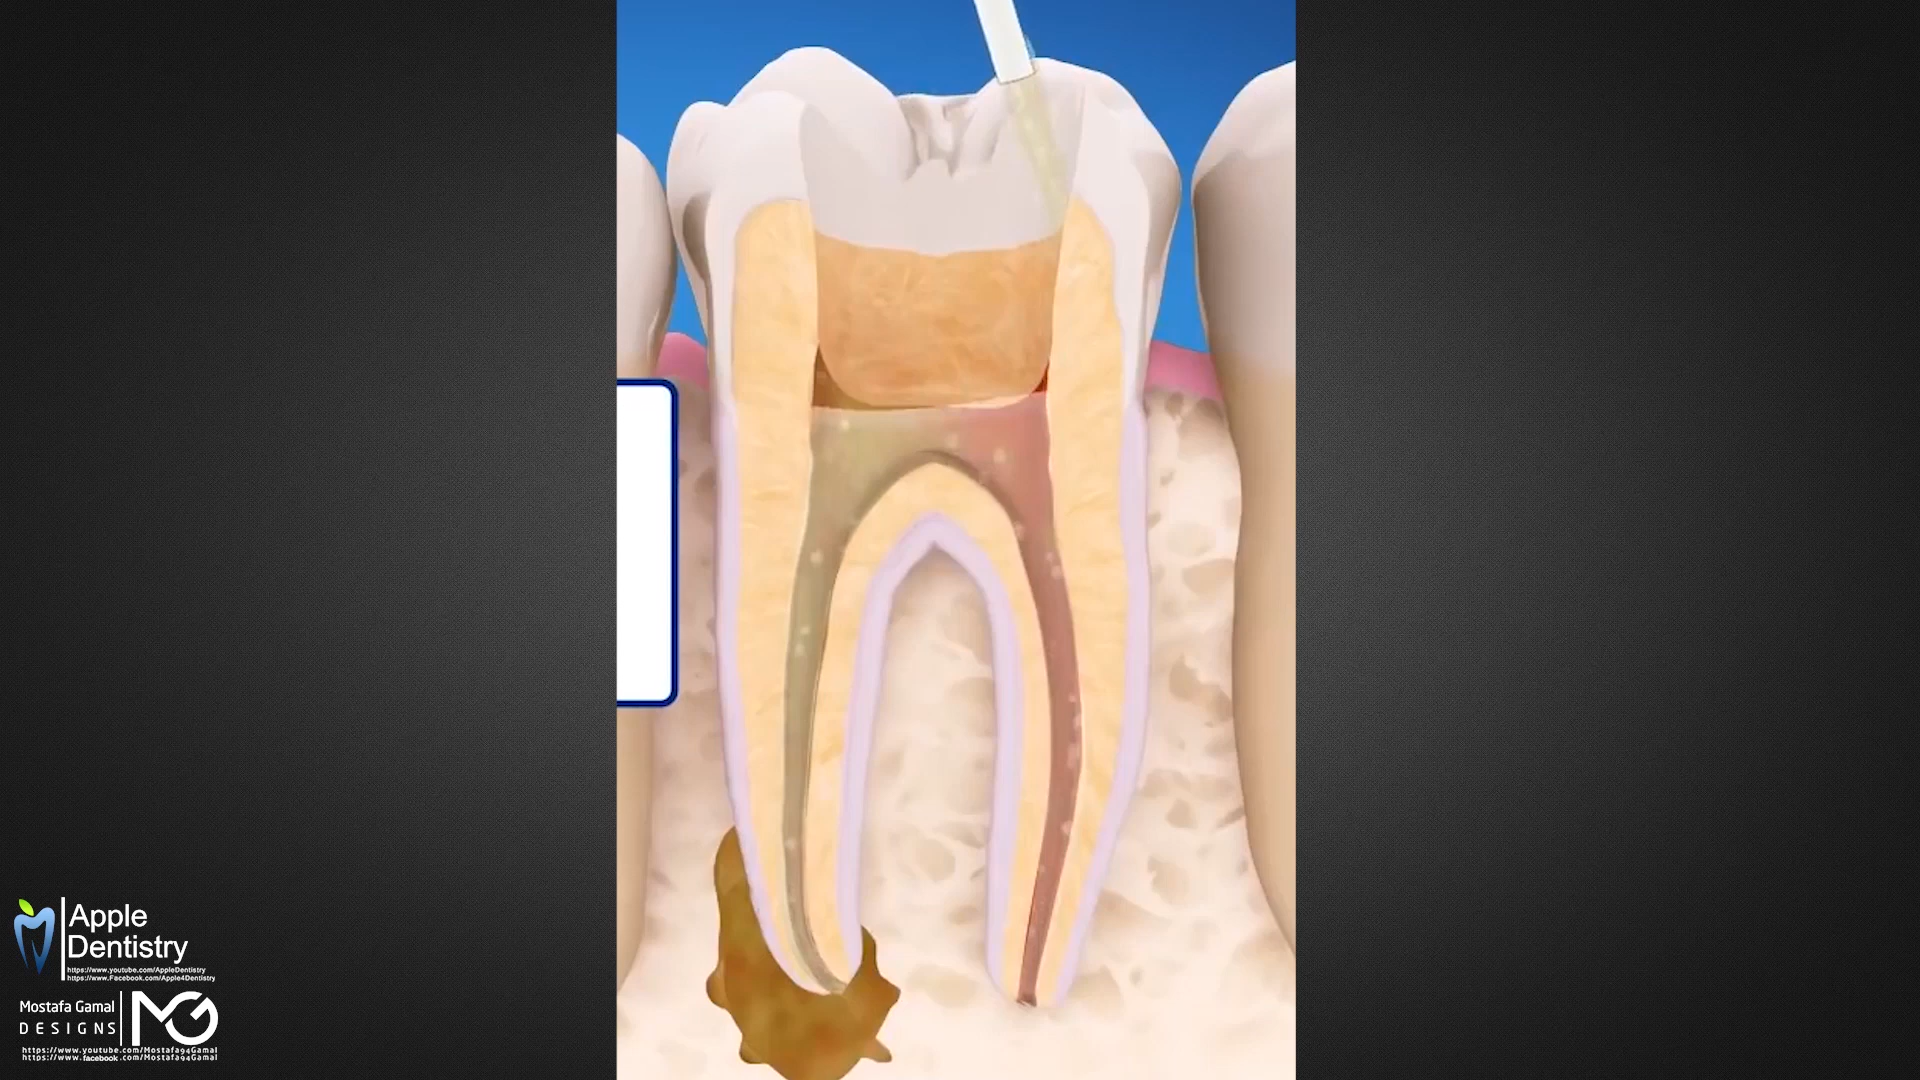 Apple
Dentistry
https://www.youtube.com/AppleDentistry
https://www.Facebook.com/Apple4Dentistry
Mostafa Gamal
DESIGNS
MG
https://www.youtube.com/Mostafa94Gamal
https://www.facebook.com/Mostafa94Gamal